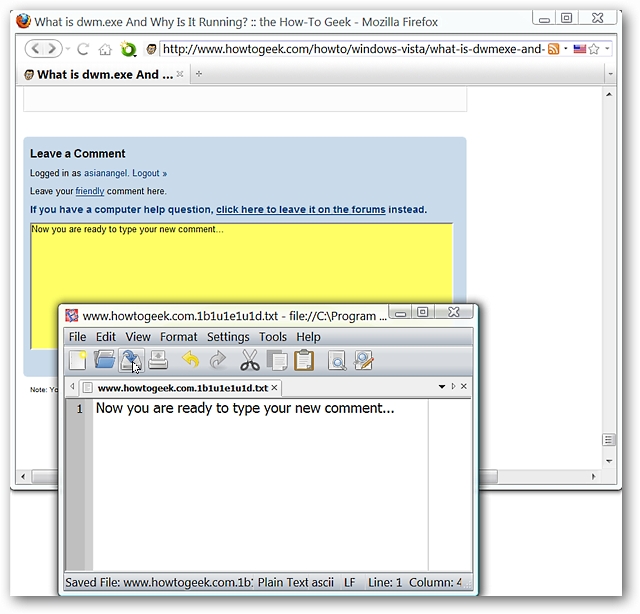 What is dwm.exe And Why Is It Running? :: the How-To Geek - Mozilla Firefox
http://www.howtogeek.com/howto/windows-vista/what-is-dwmexe-and-
What is dwm.exe And ...
Leave a Comment
Logged in as asianangel. Logout »
Leave your friendly comment here.
If you have a computer help question, click here to leave it on the forums instead.
Now you are ready to type your new comment...
Note:
www.howtogeek.com.1b1u1e1u1d.txt - file://C:\Program ...
File Edit View Format Settings Tools Help
www.howtogeek.com.1b1u1e1u1d.txt
1 Now you are ready to type your new comment...
Saved File: www.howtogeek.com.1b1 Plain Text ascii LF Line: 1 Column: 4